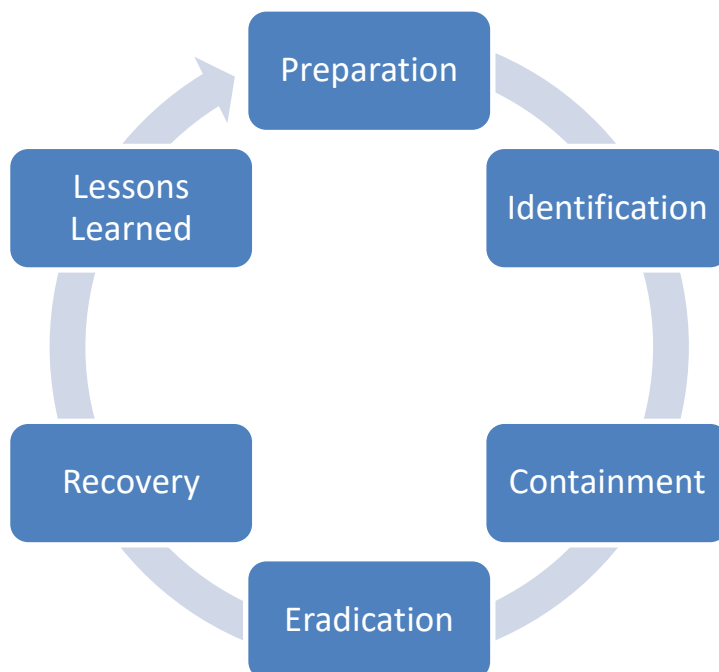 Preparation
Identification
Containment
Eradication
Recovery
Lessons
Learned